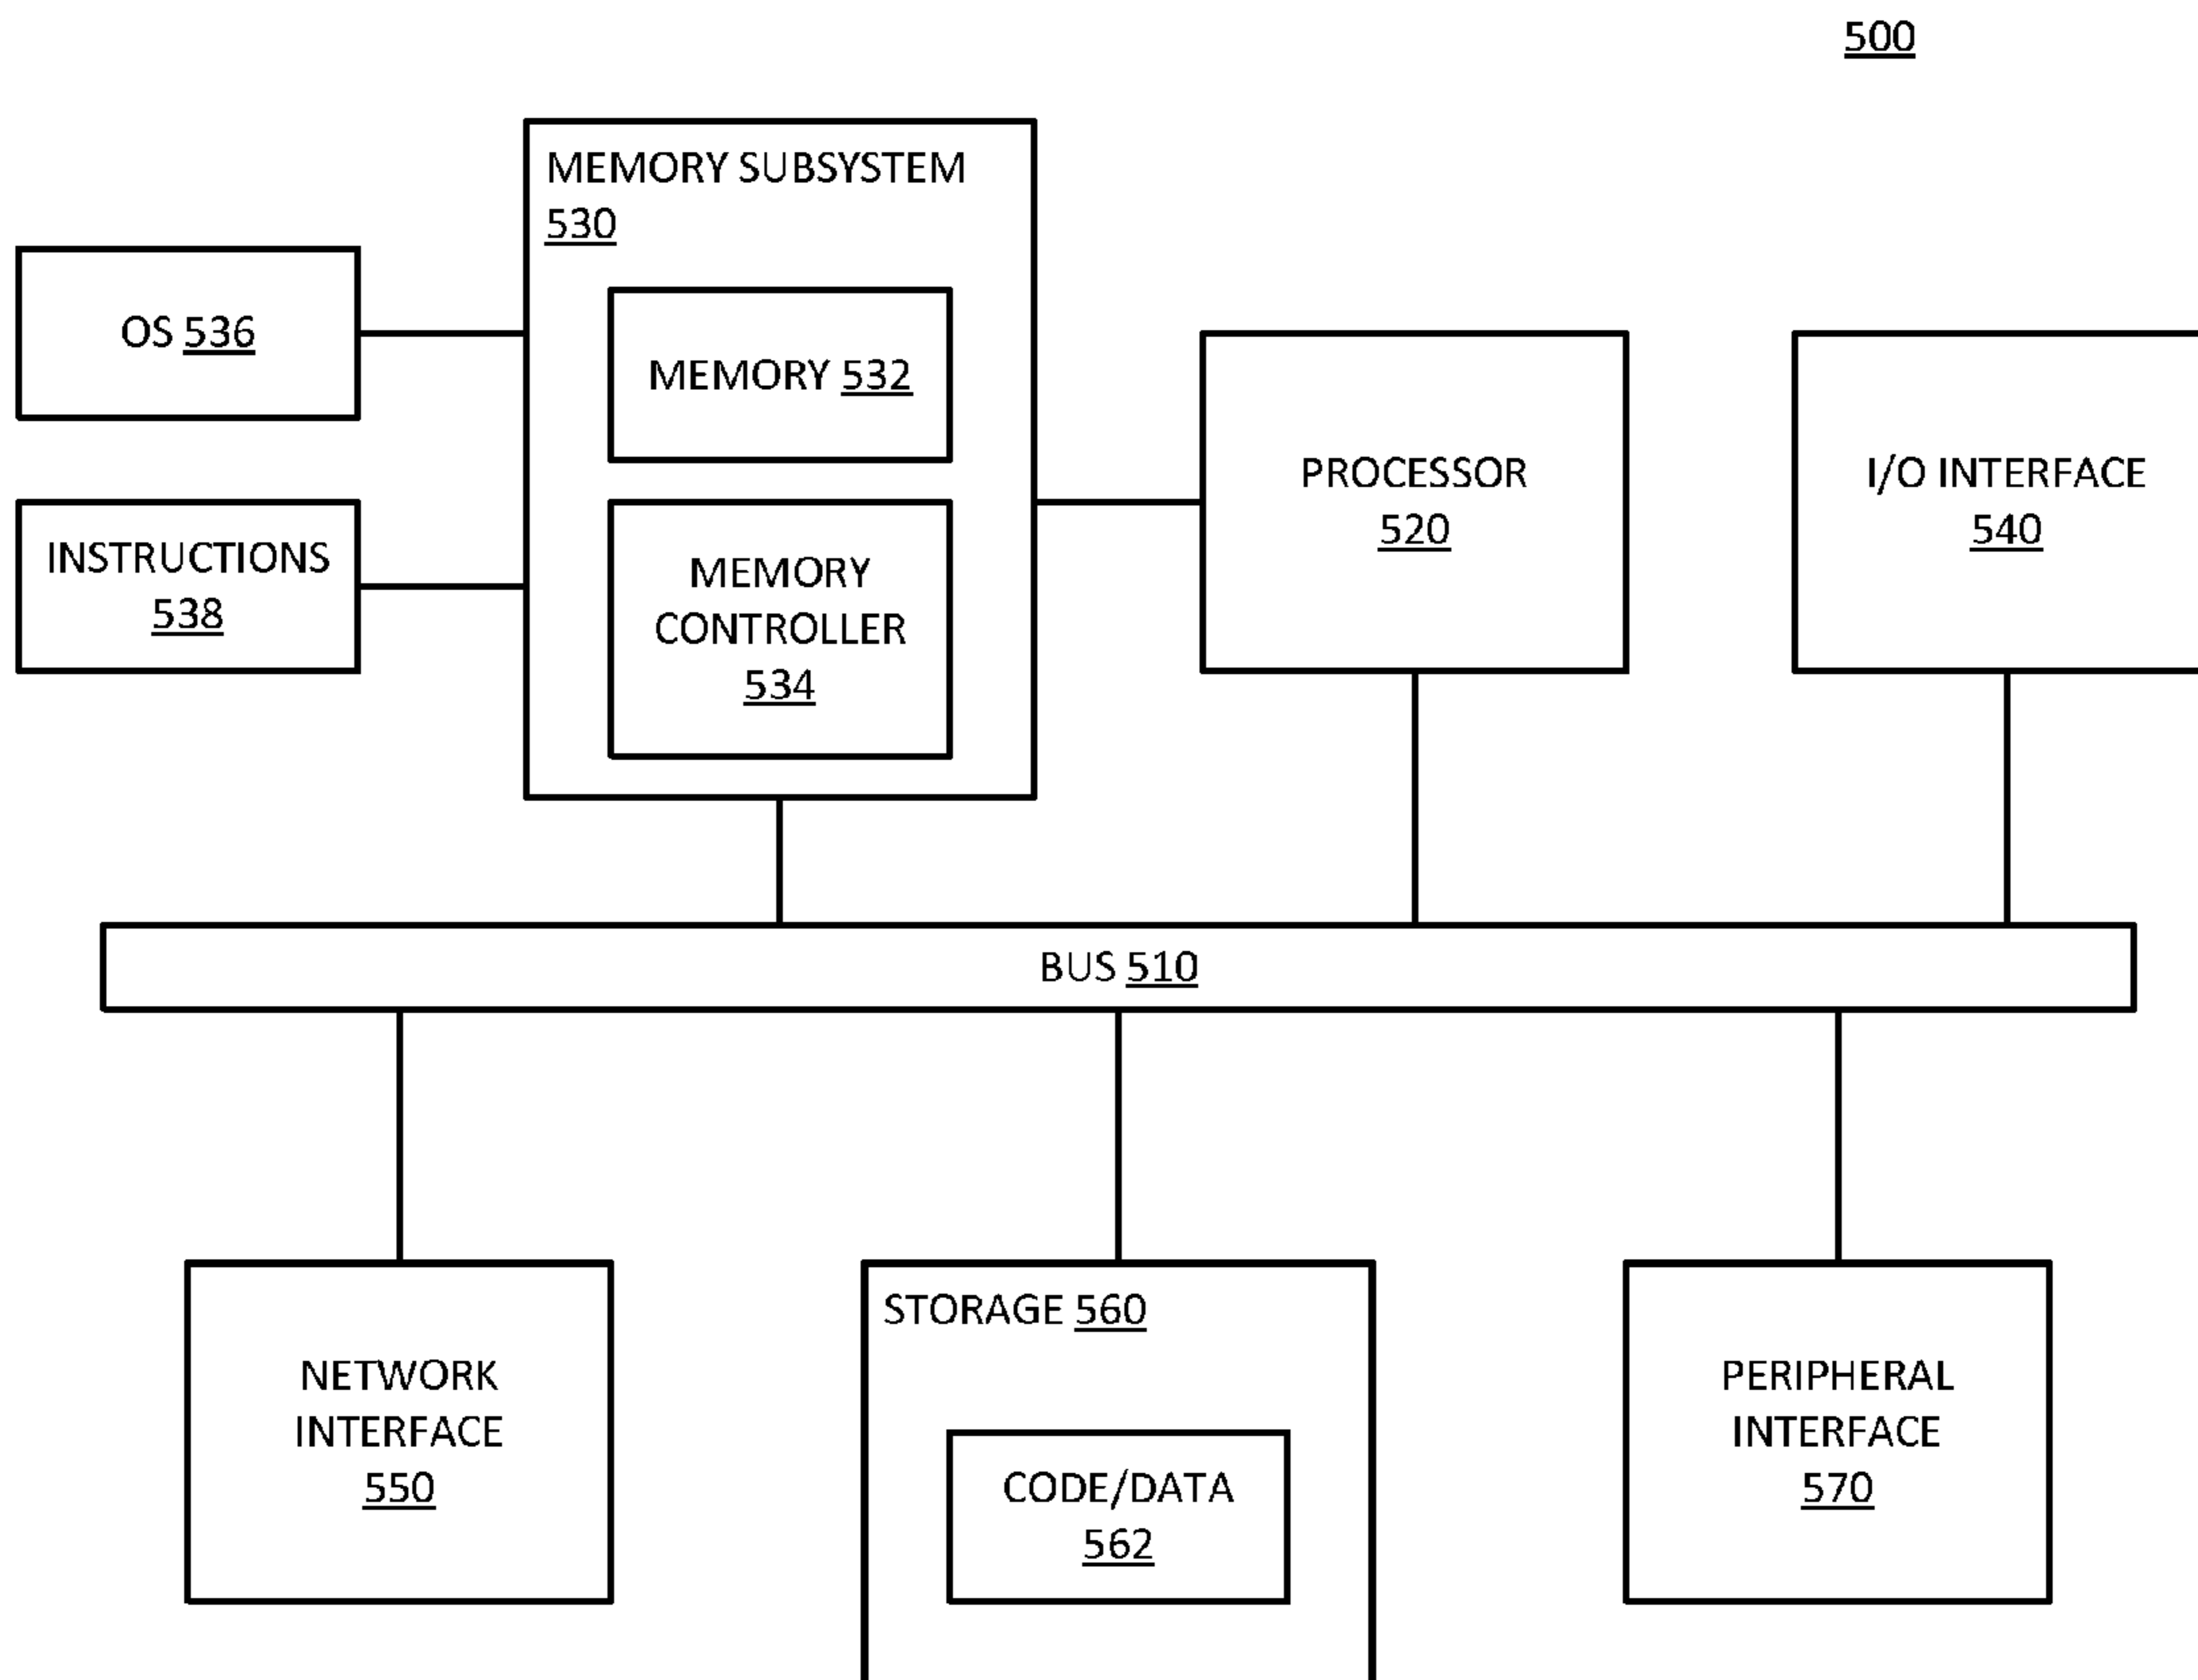 500
MEMORY SUBSYSTEM
530
OS 536
MEMORY 532
INSTRUCTIONS
538
MEMORY
CONTROLLER
534
PROCESSOR
520
I/O INTERFACE
540
BUS 510
NETWORK
INTERFACE
550
STORAGE 560
CODE/DATA
562
PERIPHERAL
INTERFACE
570